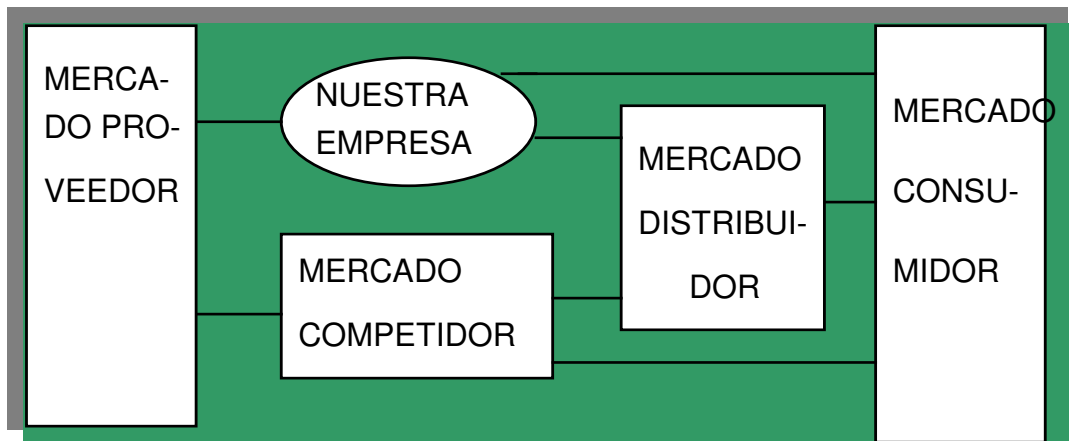 MERCA-
DO PRO-
VEEDOR
NUESTRA
EMPRESA
MERCADO
COMPETIDOR
MERCADO
DISTRIBUI-
DOR
MERCADO
CONSU-
MIDOR